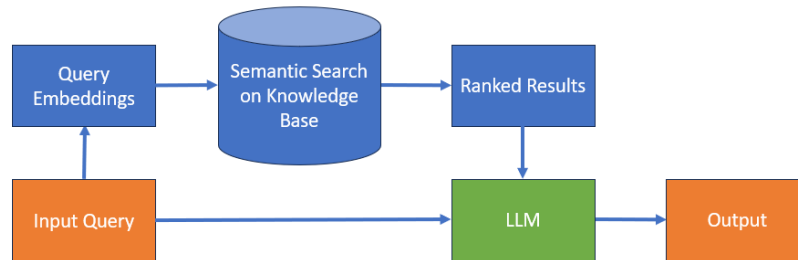 Query
Embeddings
Semantic Search
on Knowledge
Base
Ranked Results
Input Query
LLM
Output